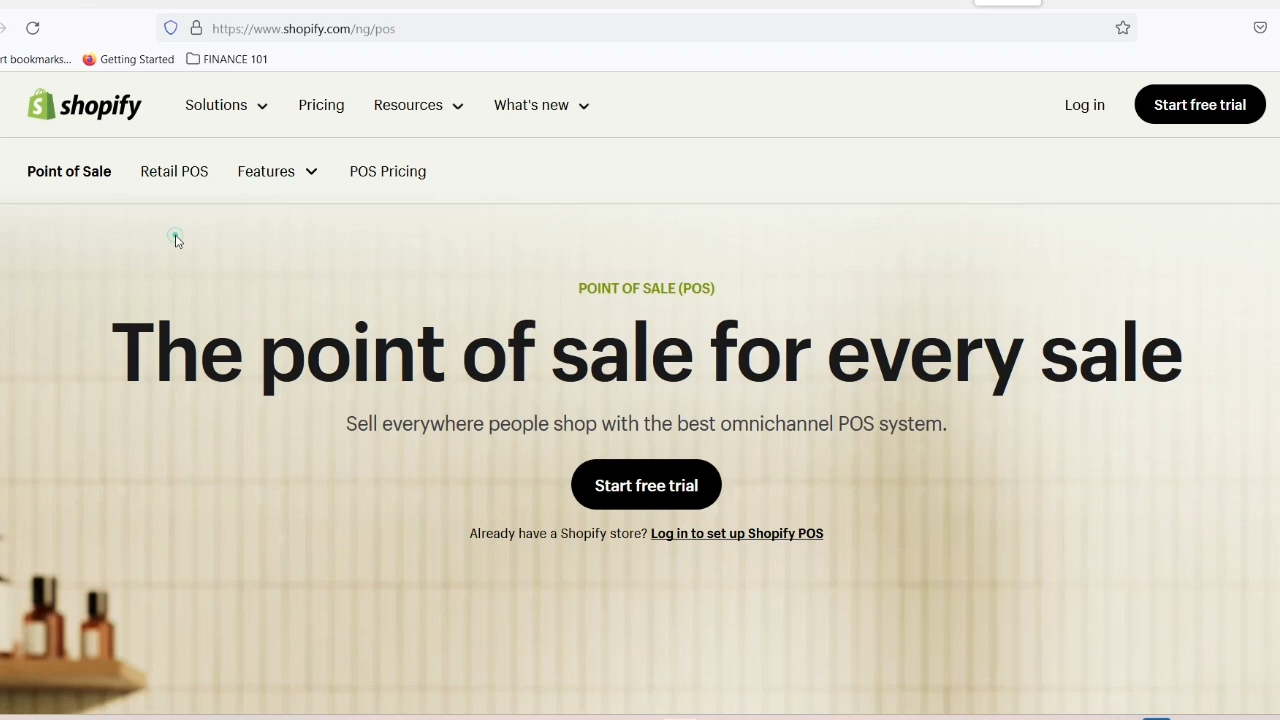 https://www.shopify.com/ng/pos
rt bookmarks... Getting Started FINANCE 101
shopify Solutions Pricing Resources What's new Log in Start free trial
Point of Sale Retail POS Features POS Pricing
POINT OF SALE (POS)
The point of sale for every sale
Sell everywhere people shop with the best omnichannel POS system.
Start free trial
Already have a Shopify store? Log in to set up Shopify POS